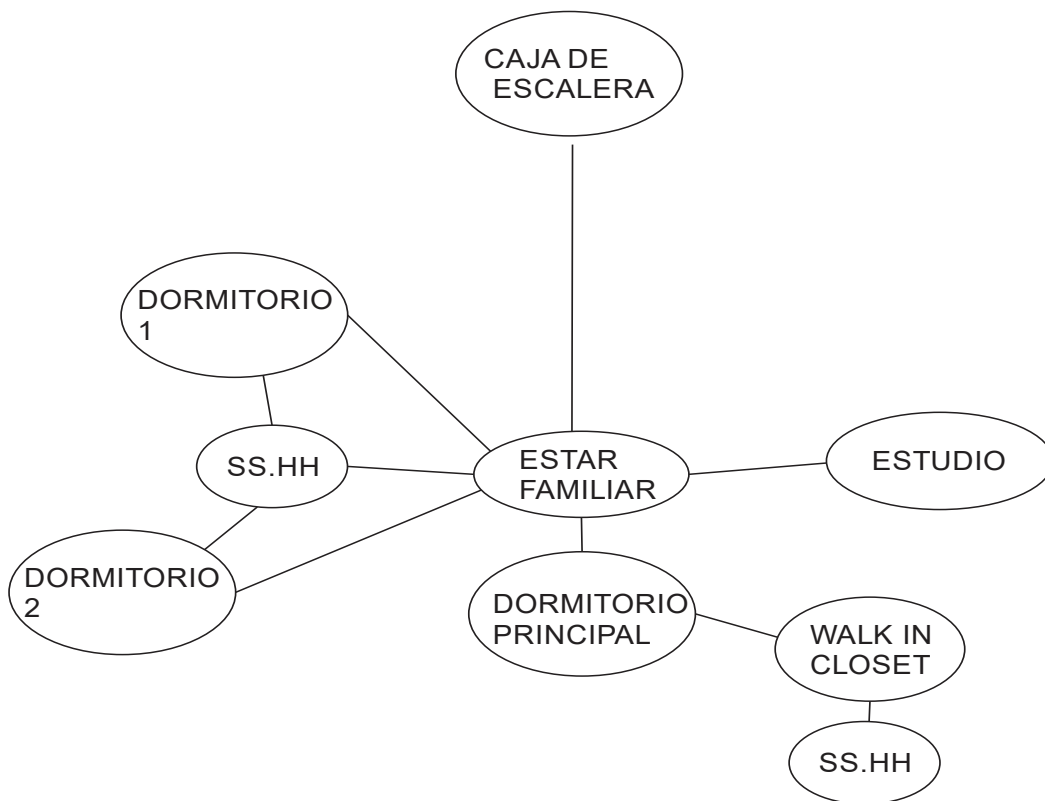 CAJA DE
ESCALERA
DORMITORIO
1
SS.HH
ESTAR
FAMILIAR
ESTUDIO
DORMITORIO
2
DORMITORIO
PRINCIPAL
WALK IN
CLOSET
SS.HH